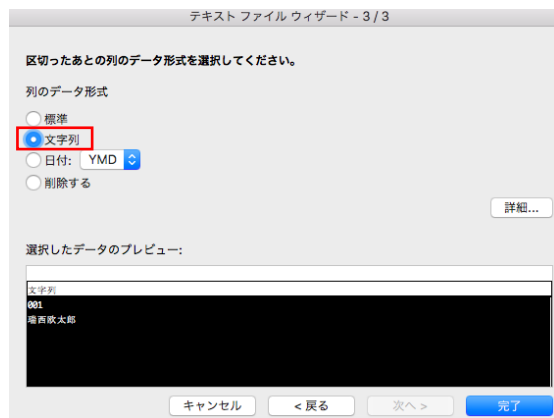 テキスト ファイル ウィザード - 3 / 3
区切ったあとの列のデータ形式を選択してください。
列のデータ形式
標準
文字列
日付: YMD
削除する
詳細...
選択したデータのプレビュー:
文字列
001
瑠西欧太郎
キャンセル
< 戻る
次へ >
完了